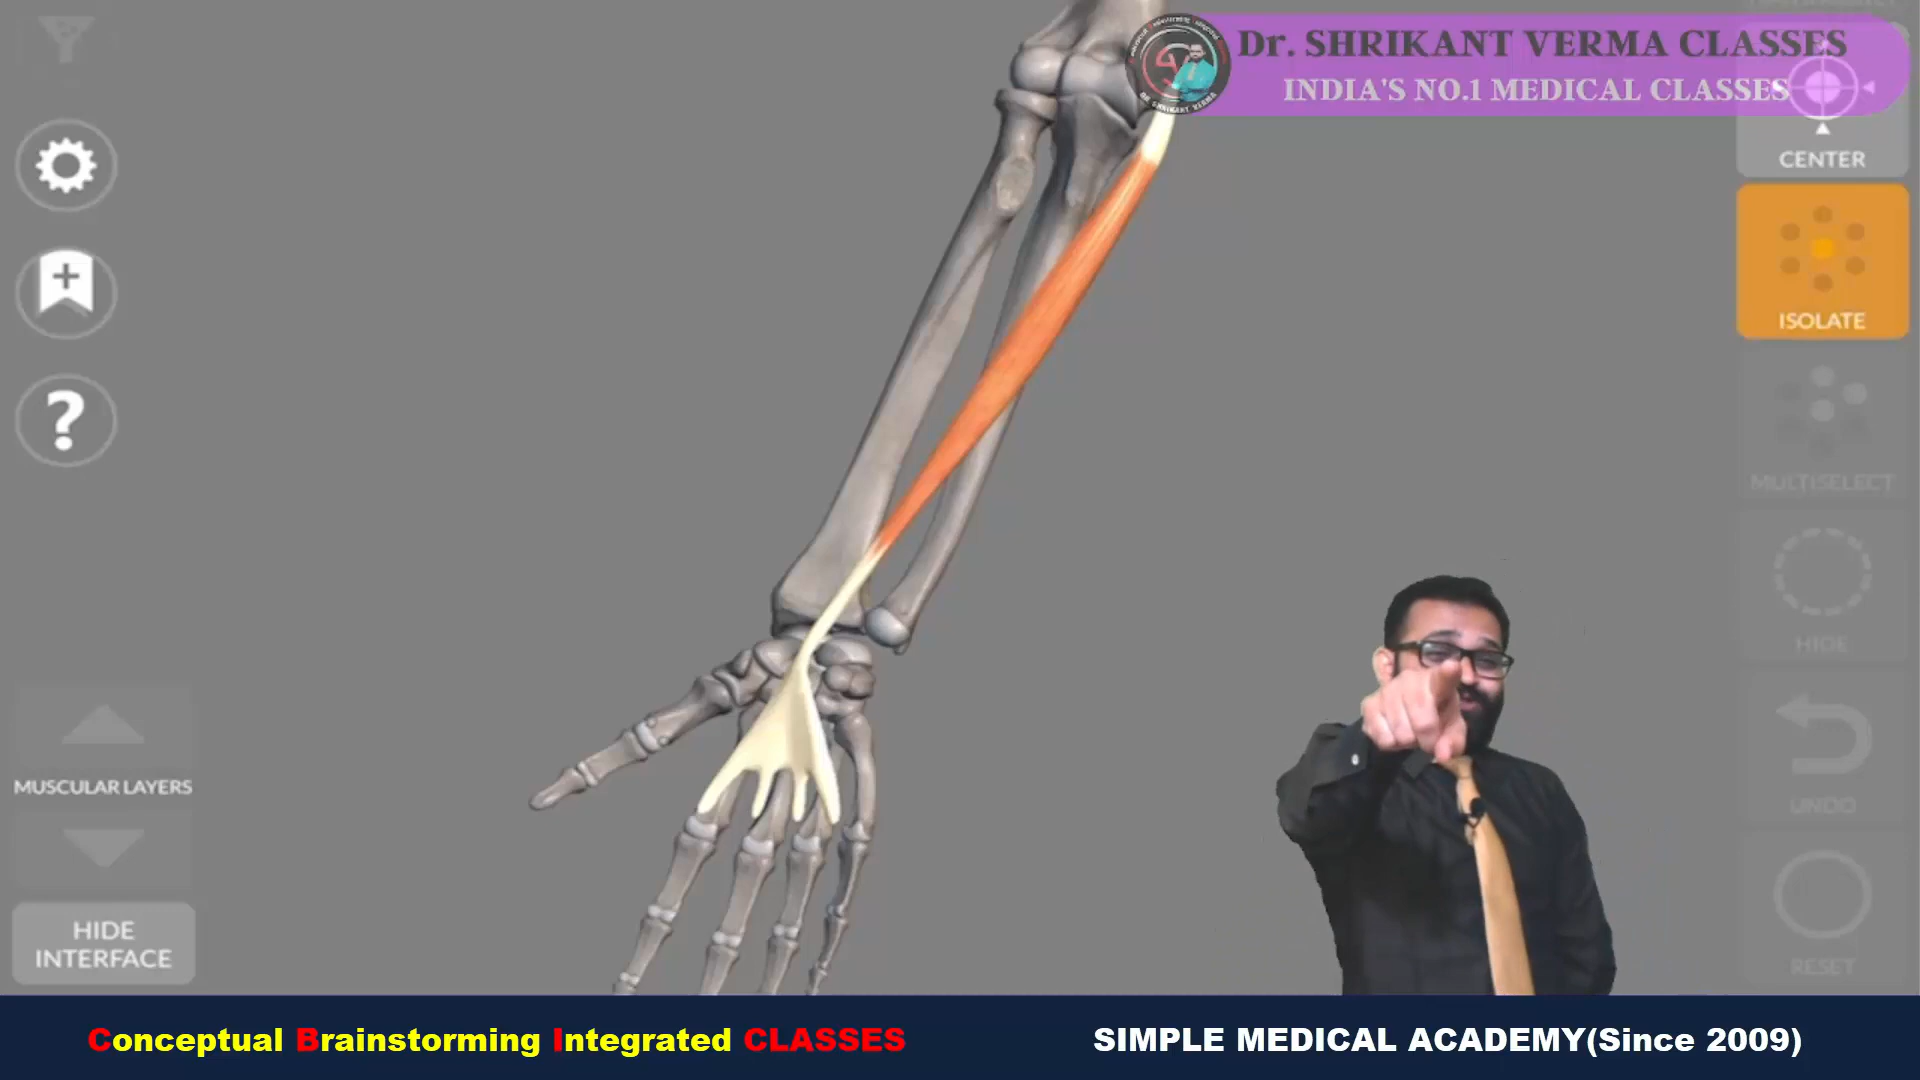 Dr. SHRIKANT VERMA CLASSES
INDIA'S NO.1 MEDICAL CLASSES
CENTER
ISOLATE
MULTISELECT
HIDE
UNDO
RESET
MUSCULAR LAYERS
HIDE
INTERFACE
Conceptual Brainstorming Integrated CLASSES
SIMPLE MEDICAL ACADEMY(Since 2009)